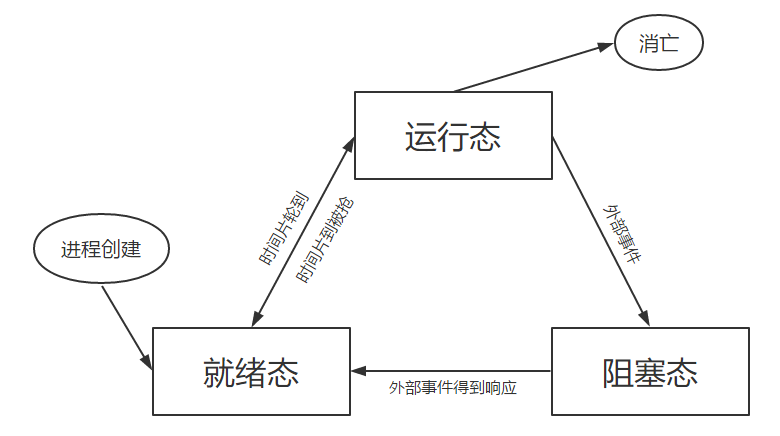 消亡
运行态
时间片轮到
时间片到被抢
外部事件
进程创建
就绪态
外部事件得到响应
阻塞态